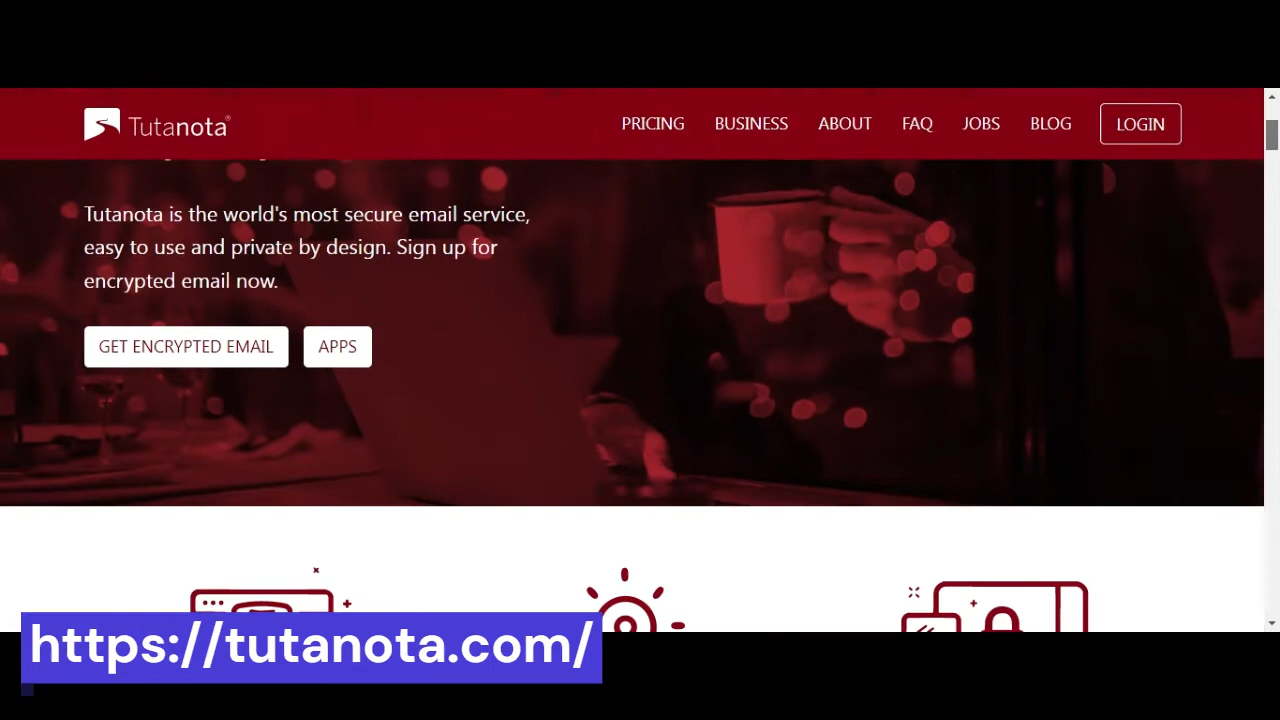 Tutanota®
PRICING BUSINESS ABOUT FAQ JOBS BLOG LOGIN
Tutanota is the world's most secure email service,
easy to use and private by design. Sign up for
encrypted email now.
GET ENCRYPTED EMAIL APPS
https://tutanota.com/